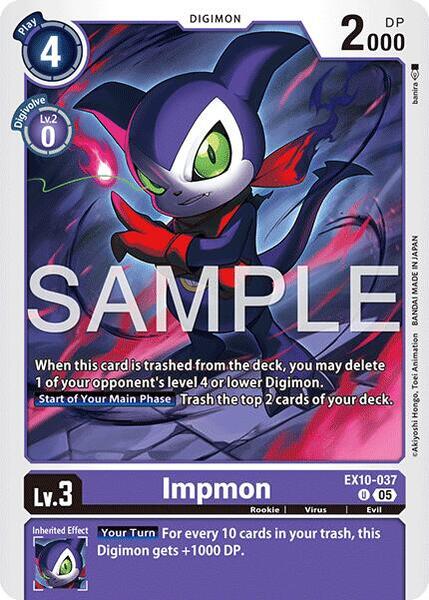 DIGIMON
Play
4
2000
DP
Digivolve
Lv.2
0
banira
SAMPLE
When this card is trashed from the deck, you may delete
1 of your opponent's level 4 or lower Digimon.
Start of Your Main Phase Trash the top 2 cards of your deck.
©Akiyoshi Hongo, Toei Animation BANDAI MADE IN JAPAN
Lv.3
Impmon
EX10-037
U 05
Rookie | Virus | Evil
Inherited Effect
Your Turn For every 10 cards in your trash, this
Digimon gets +1000 DP.